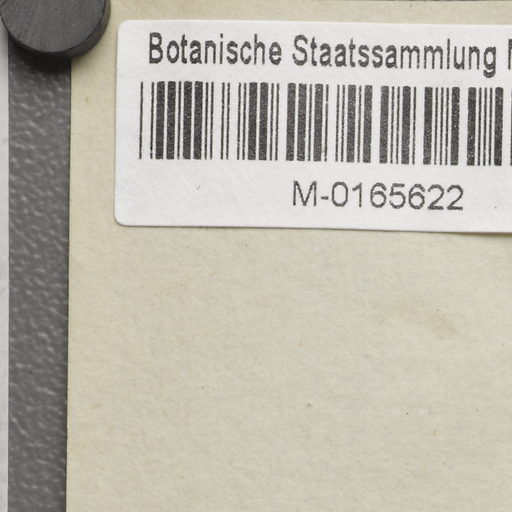 Botanische Staatssammlung
M-0165622